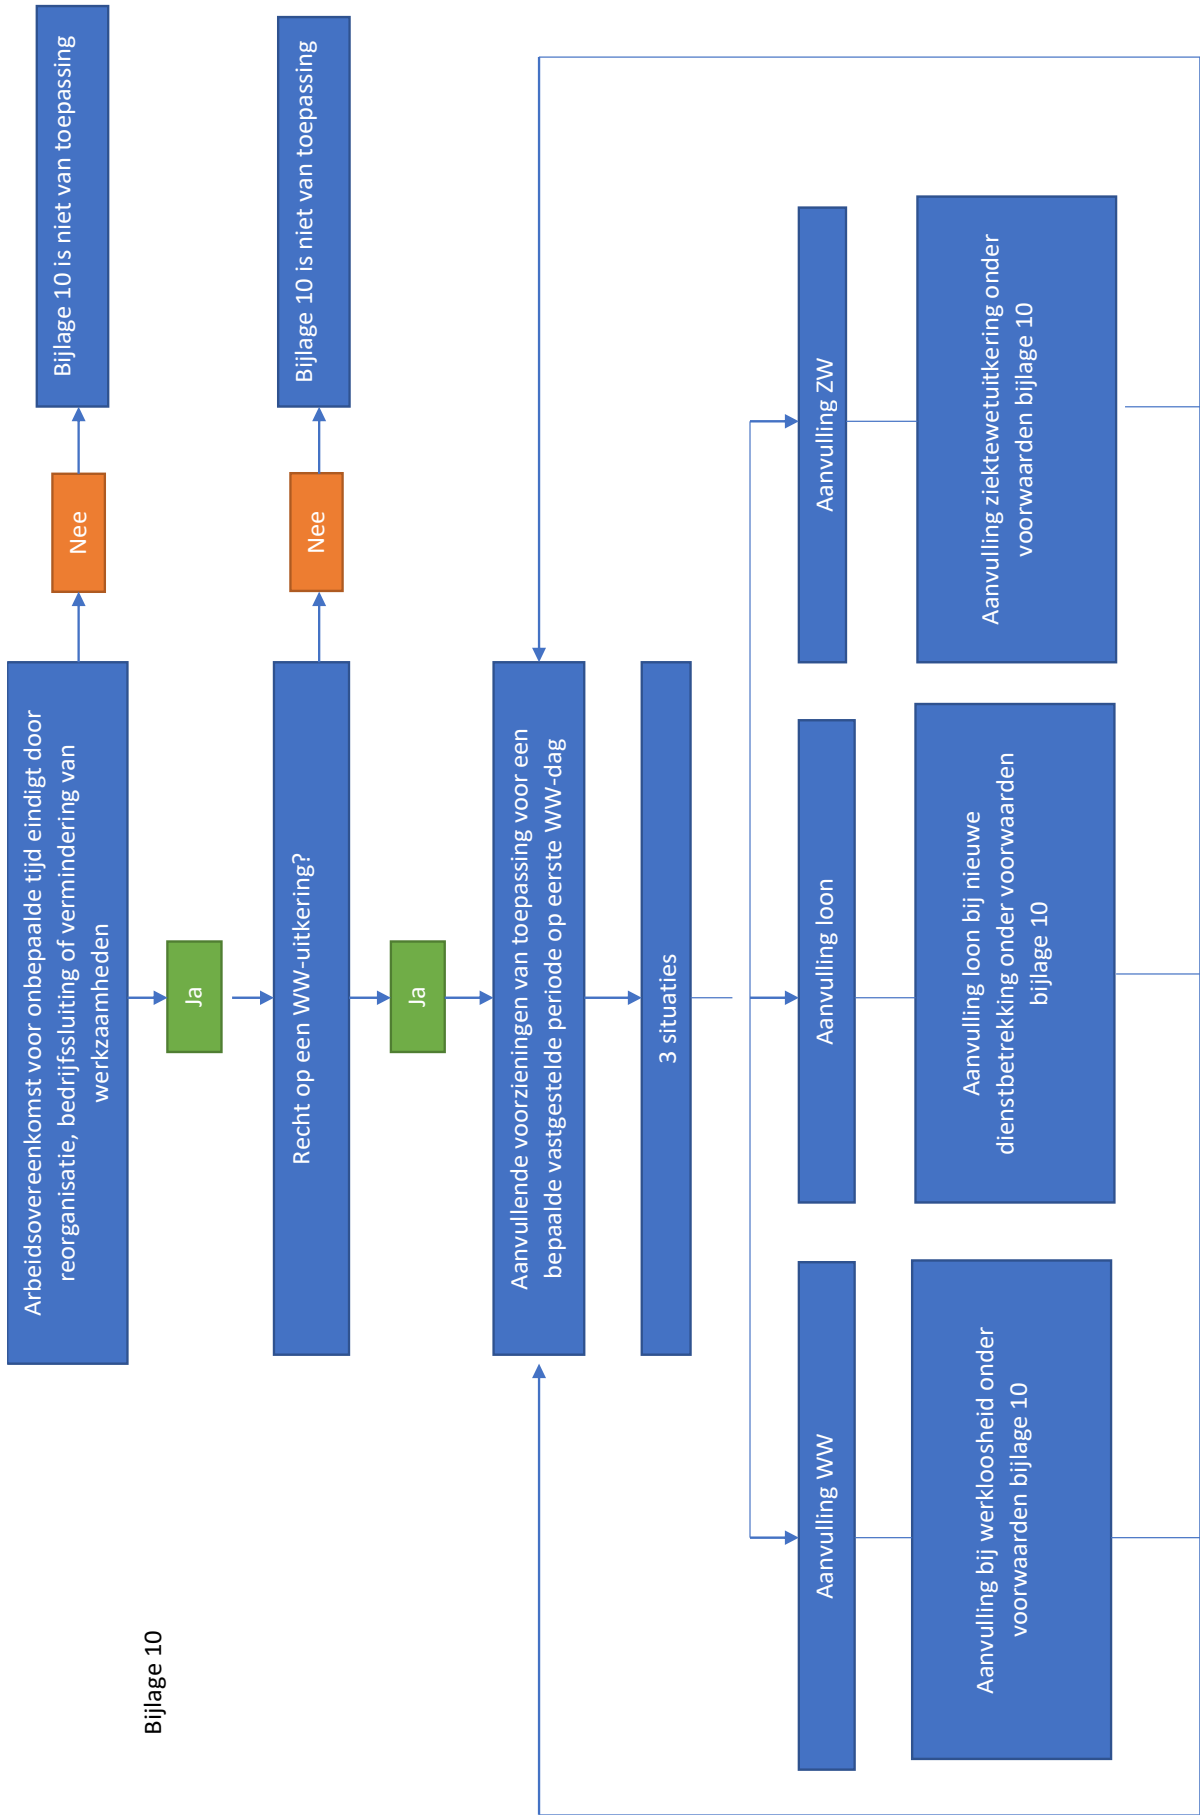 Bijlage 10
Arbeidsovereenkomst voor onbepaalde tijd eindigt door
reorganisatie, bedrijfssluiting of vermindering van
werkzaamheden
Nee
Bijlage 10 is niet van toepassing
Ja
Recht op een WW-uitkering?
Nee
Bijlage 10 is niet van toepassing
Ja
Aanvullende voorzieningen van toepassing voor een
bepaalde vastgestelde periode op eerste WW-dag
3 situaties
Aanvulling WW
Aanvulling loon
Aanvulling ZW
Aanvulling bij werkloosheid onder
voorwaarden bijlage 10
Aanvulling loon bij nieuwe
dienstbetrekking onder voorwaarden
bijlage 10
Aanvulling ziektewetuitkering onder
voorwaarden bijlage 10